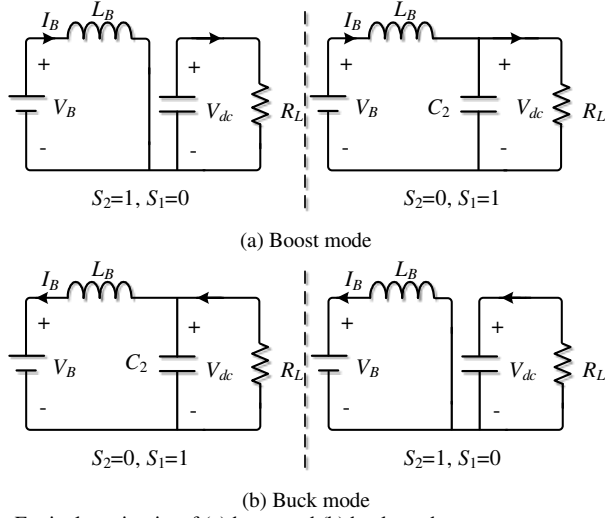 I_B L_B I_B L_B
+ + + +
V_B V_dc R_L V_B C_2 V_dc R_L
- - - -
S_2=1, S_1=0 S_2=0, S_1=1
(a) Boost mode
I_B L_B I_B L_B
+ + + +
V_B C_2 V_dc R_L V_B V_dc R_L
- - - -
S_2=0, S_1=1 S_2=1, S_1=0
(b) Buck mode